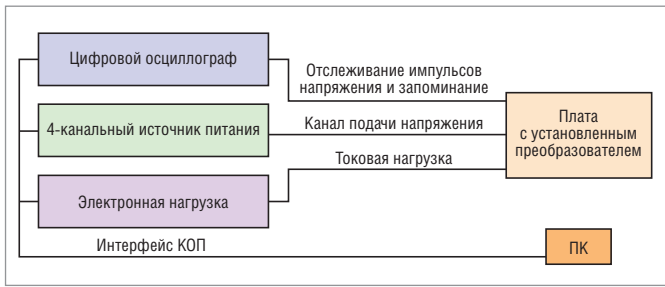 Цифровой осциллограф
Отслеживание импульсов
напряжения и запоминание
4-канальный источник питания
Канал подачи напряжения
Плата
с установленным
преобразователем
Токовая нагрузка
Электронная нагрузка
Интерфейс КОП
ПК